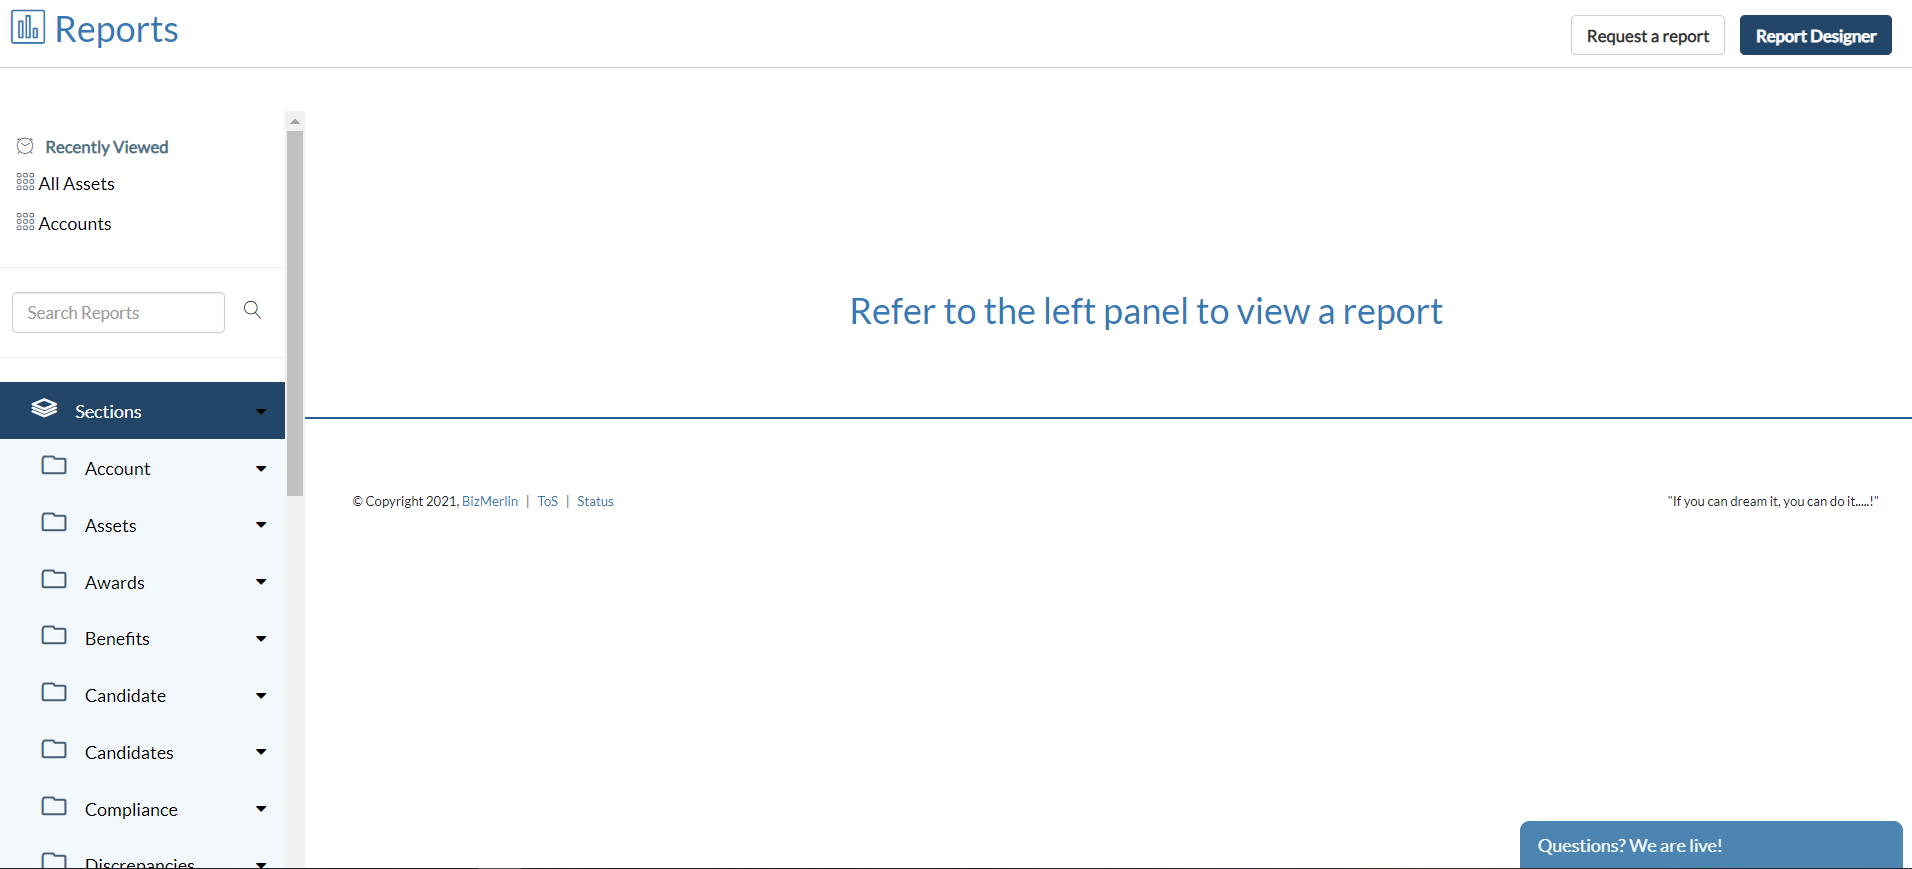 Reports
Request a report
Report Designer
Recently Viewed
All Assets
Accounts
Search Reports
Sections
Account
Assets
Awards
Benefits
Candidate
Candidates
Compliance
Discrepancies
Refer to the left panel to view a report
© Copyright 2021, BizMerlin | ToS | Status
"If you can dream it, you can do it.....!"
Questions? We are live!